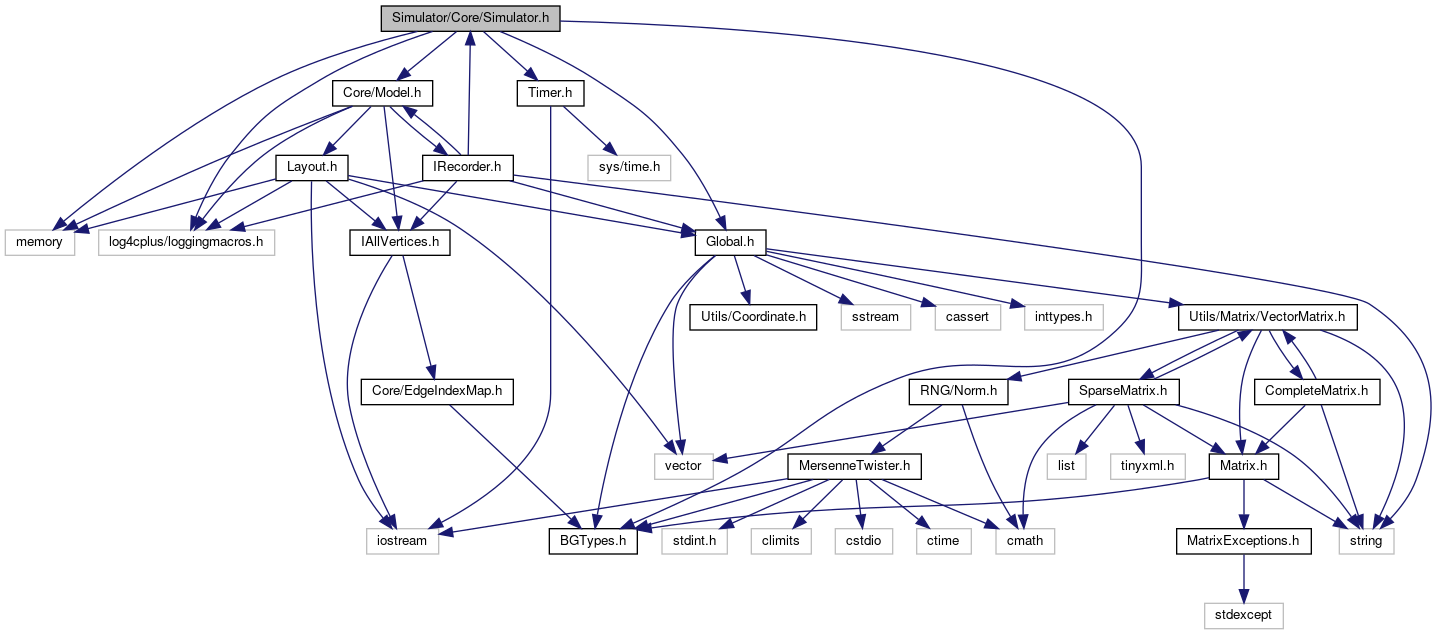 Simulator/Core/Simulator.h
Core/Model.h
Timer.h
Layout.h
IRecorder.h
sys/time.h
memory
log4cplus/loggingmacros.h
IAllVertices.h
Global.h
Utils/Coordinate.h
sstream
cassert
inttypes.h
Utils/Matrix/VectorMatrix.h
Core/EdgeIndexMap.h
RNG/Norm.h
SparseMatrix.h
CompleteMatrix.h
vector
MersenneTwister.h
list
tinyxml.h
Matrix.h
iostream
BGTypes.h
stdint.h
climits
cstdio
ctime
cmath
MatrixExceptions.h
string
stdexcept